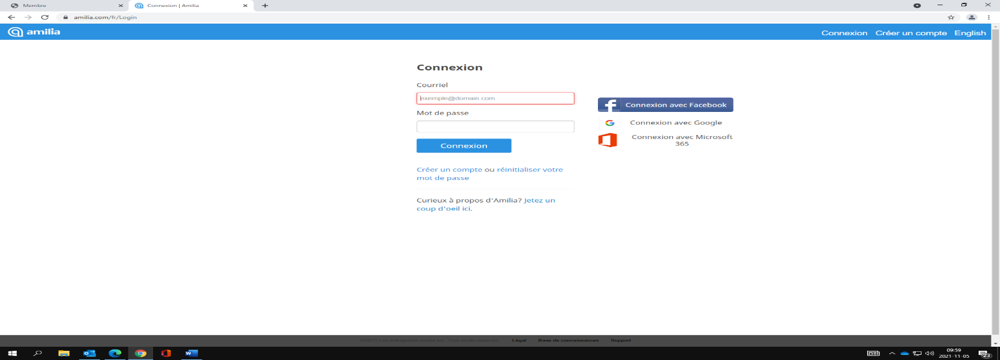 Membre
Connexion | Amilia
amilia.com/fr/Login
amilia
Connexion Créer un compte English
Connexion
Courriel
exemple@domain.com
Mot de passe
Connexion
Créer un compte ou réinitialiser votre
mot de passe
Curieux à propos d'Amilia? Jetez un
coup d'oeil ici.
Connexion avec Facebook
Connexion avec Google
Connexion avec Microsoft
365
©2021 Les entreprises Amilia Inc. Tous droits réservés Légal Base de connaissances Support
09:59
2021-11-05
23